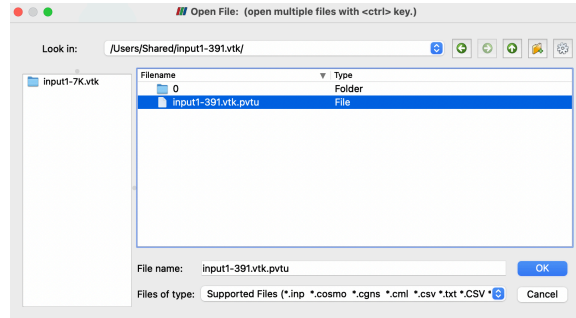 Open File:  (open multiple files with <ctrl> key.)
Look in:
/Users/Shared/input1-391.vtk/
input1-7K.vtk
Filename Type
0 Folder
input1-391.vtk.pvtu File
File name: input1-391.vtk.pvtu OK
Files of type: Supported Files (*.inp *.cosmo *.cgns *.cml *.csv *.txt *.CSV * Cancel